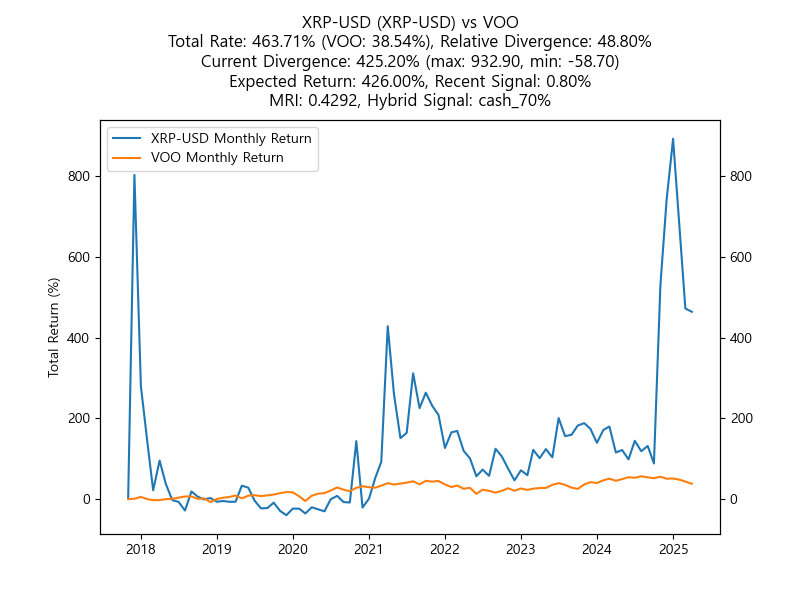 XRP-USD (XRP-USD) vs VOO
Total Rate: 463.71% (VOO: 38.54%), Relative Divergence: 48.80%
Current Divergence: 425.20% (max: 932.90, min: -58.70)
Expected Return: 426.00%, Recent Signal: 0.80%
MRI: 0.4292, Hybrid Signal: cash_70%
XRP-USD Monthly Return
VOO Monthly Return
Total Return (%)
800
600
400
200
0
800
600
400
200
0
2018 2019 2020 2021 2022 2023 2024 2025